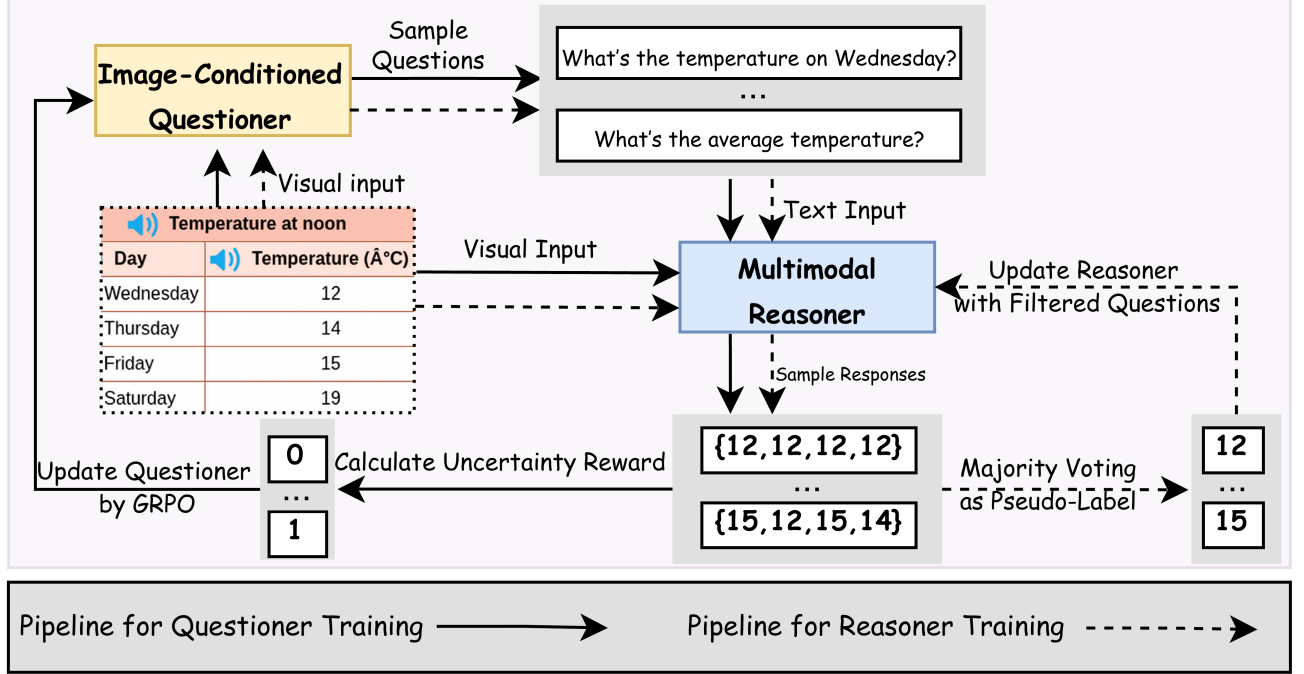 Sample
Questions
Image-Conditioned
Questioner
What's the temperature on Wednesday?
...
What's the average temperature?
Visual input
Text Input
Temperature at noon
Day Temperature (Â°C)
Wednesday 12
Thursday 14
Friday 15
Saturday 19
Visual Input
Multimodal
Reasoner
Update Reasoner
with Filtered Questions
Sample Responses
Update Questioner
by GRPO
0
...
1
Calculate Uncertainty Reward
{12,12,12,12}
...
{15,12,15,14}
Majority Voting
as Pseudo-Label
12
...
15
Pipeline for Questioner Training
Pipeline for Reasoner Training